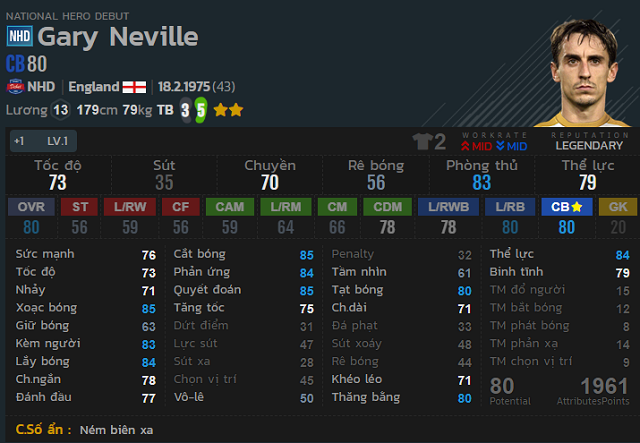 NATIONAL HERO DEBUT
NHD Gary Neville
CB 80
NHD England 18.2.1975 (43)
Lương 13 179cm 79kg TB 3 5
+1 LV.1
2 WORKRATE MID MID REPUTATION LEGENDARY
Tốc độ Sút Chuyền Rê bóng Phòng thủ Thể lực
73 35 70 56 83 79
OVR ST L/RW CF CAM L/RM CM CDM L/RWB L/RB CB GK
80 56 59 56 59 64 66 78 78 80 80 20
Sức mạnh 76 Cắt bóng 85 Penalty 32 Thể lực 84
Tốc độ 73 Phản ứng 84 Tầm nhìn 61 Bình tĩnh 79
Nhảy 71 Quyết đoán 85 Tạt bóng 80 TM đổ người 15
Xoạc bóng 85 Tăng tốc 75 Ch.dài 71 TM bắt bóng 12
Giữ bóng 63 Dứt điểm 31 Đá phạt 33 TM phát bóng 8
Kèm người 83 Lực sút 47 Sút xoáy 48 TM phản xạ 14
Lấy bóng 84 Sút xa 28 Rê bóng 44 TM chọn vị trí 9
Ch.ngắn 78 Chọn vị trí 45 Khéo léo 71
Đánh đầu 77 Vô-lê 50 Thăng bằng 80
80 1961
Potential AttributesPoints
C.Số ẩn : Ném biên xa